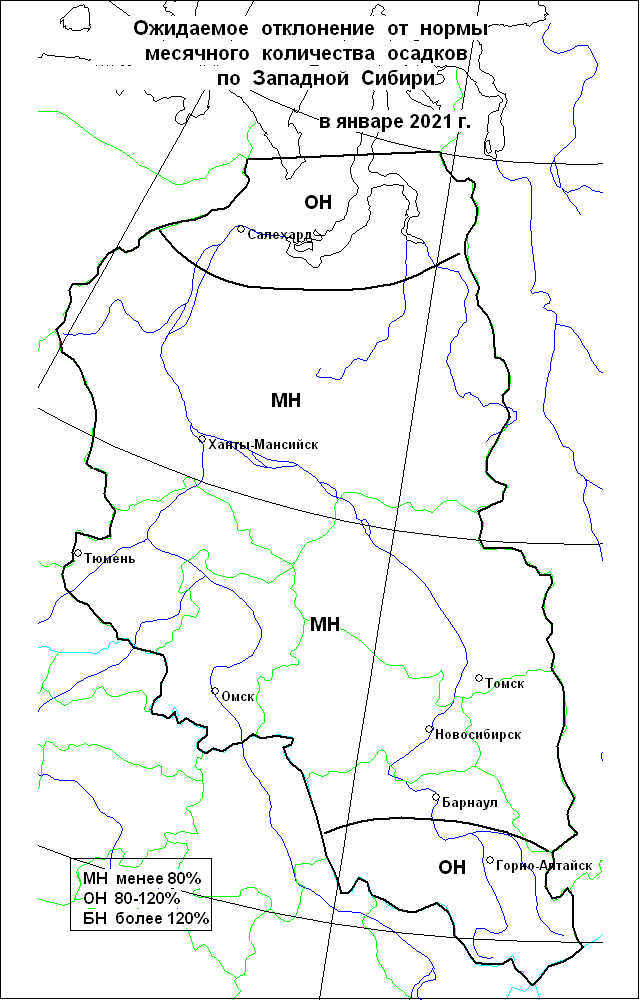 Ожидаемое отклонение от нормы
месячного количества осадков
по Западной Сибири
в январе 2021 г.
ОН
Салехард
МН
Ханты-Мансийск
Тюмень
МН
Томск
Омск
Новосибирск
Барнаул
ОН
Горно-Алтайск
МН менее 80%
ОН 80-120%
БН более 120%